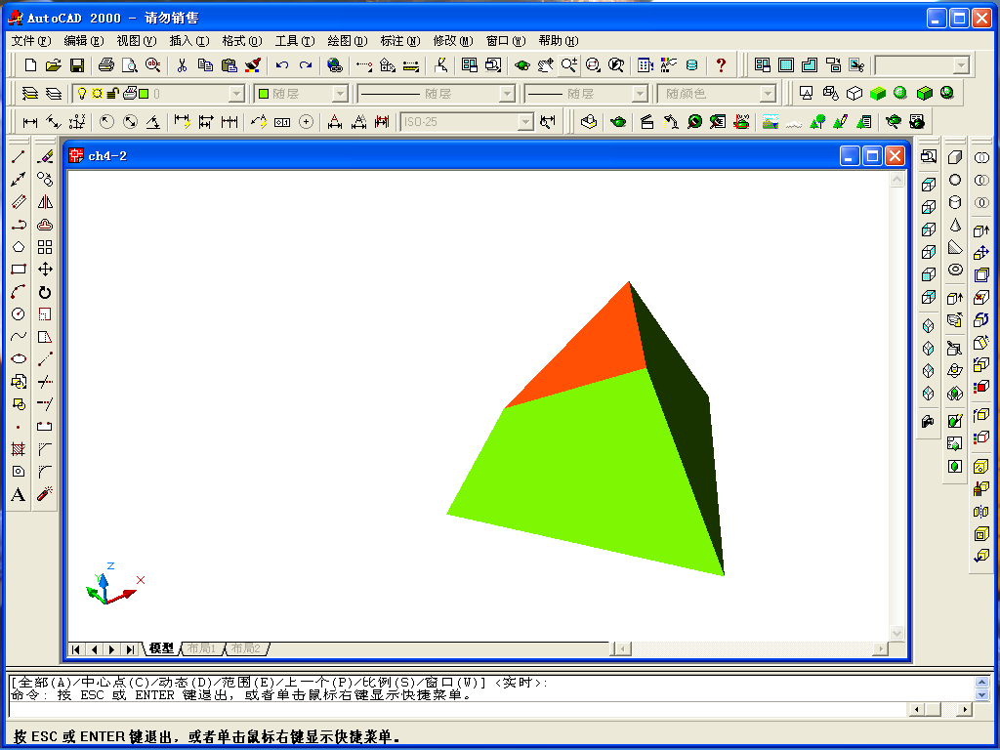 AutoCAD 2000 - 请勿销售
文件(F) 编辑(E) 视图(V) 插入(I) 格式(O) 工具(T) 绘图(D) 标注(N) 修改(M) 窗口(W) 帮助(H)
0 随层 随层 随层 随颜色
ISO-25
ch4-2
Z
X
Y
模型 布局1 布局2
[全部(A)/中心点(C)/动态(D)/范围(E)/上一个(P)/比例(S)/窗口(W)] <实时>:
命令: 按 ESC 或 ENTER 键退出，或者单击鼠标右键显示快捷菜单。
按 ESC 或 ENTER 键退出，或者单击鼠标右键显示快捷菜单。